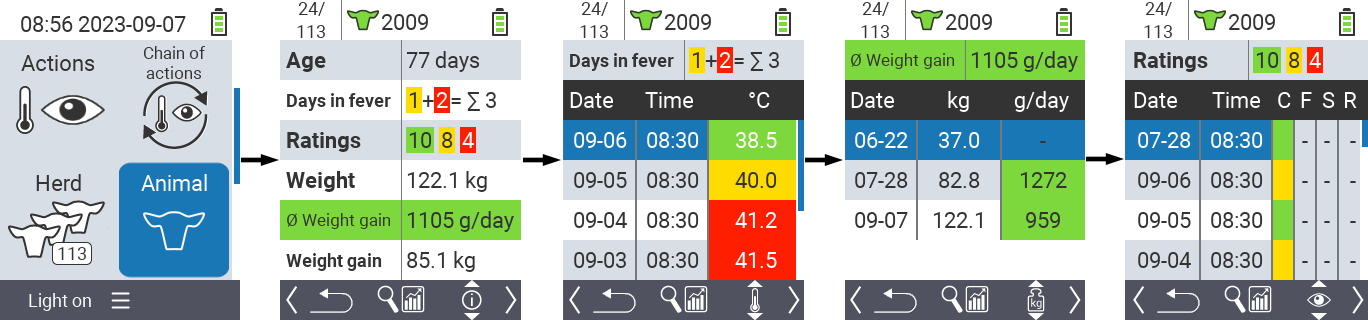 08:56 2023-09-07
Actions
Chain of
actions
Herd
113
Animal
Light on
24/
113
2009
Age 77 days
Days in fever 1+2= ∑ 3
Ratings 10 8 4
Weight 122.1 kg
Ø Weight gain 1105 g/day
Weight gain 85.1 kg
24/
113
2009
Days in fever 1+2= ∑ 3
Date Time °C
09-06 08:30 38.5
09-05 08:30 40.0
09-04 08:30 41.2
09-03 08:30 41.5
24/
113
2009
Ø Weight gain 1105 g/day
Date kg g/day
06-22 37.0 -
07-28 82.8 1272
09-07 122.1 959
kg
24/
113
2009
Ratings 10 8 4
Date Time C F S R
07-28 08:30 - - -
09-06 08:30 - - -
09-05 08:30 - - -
09-04 08:30 - - -